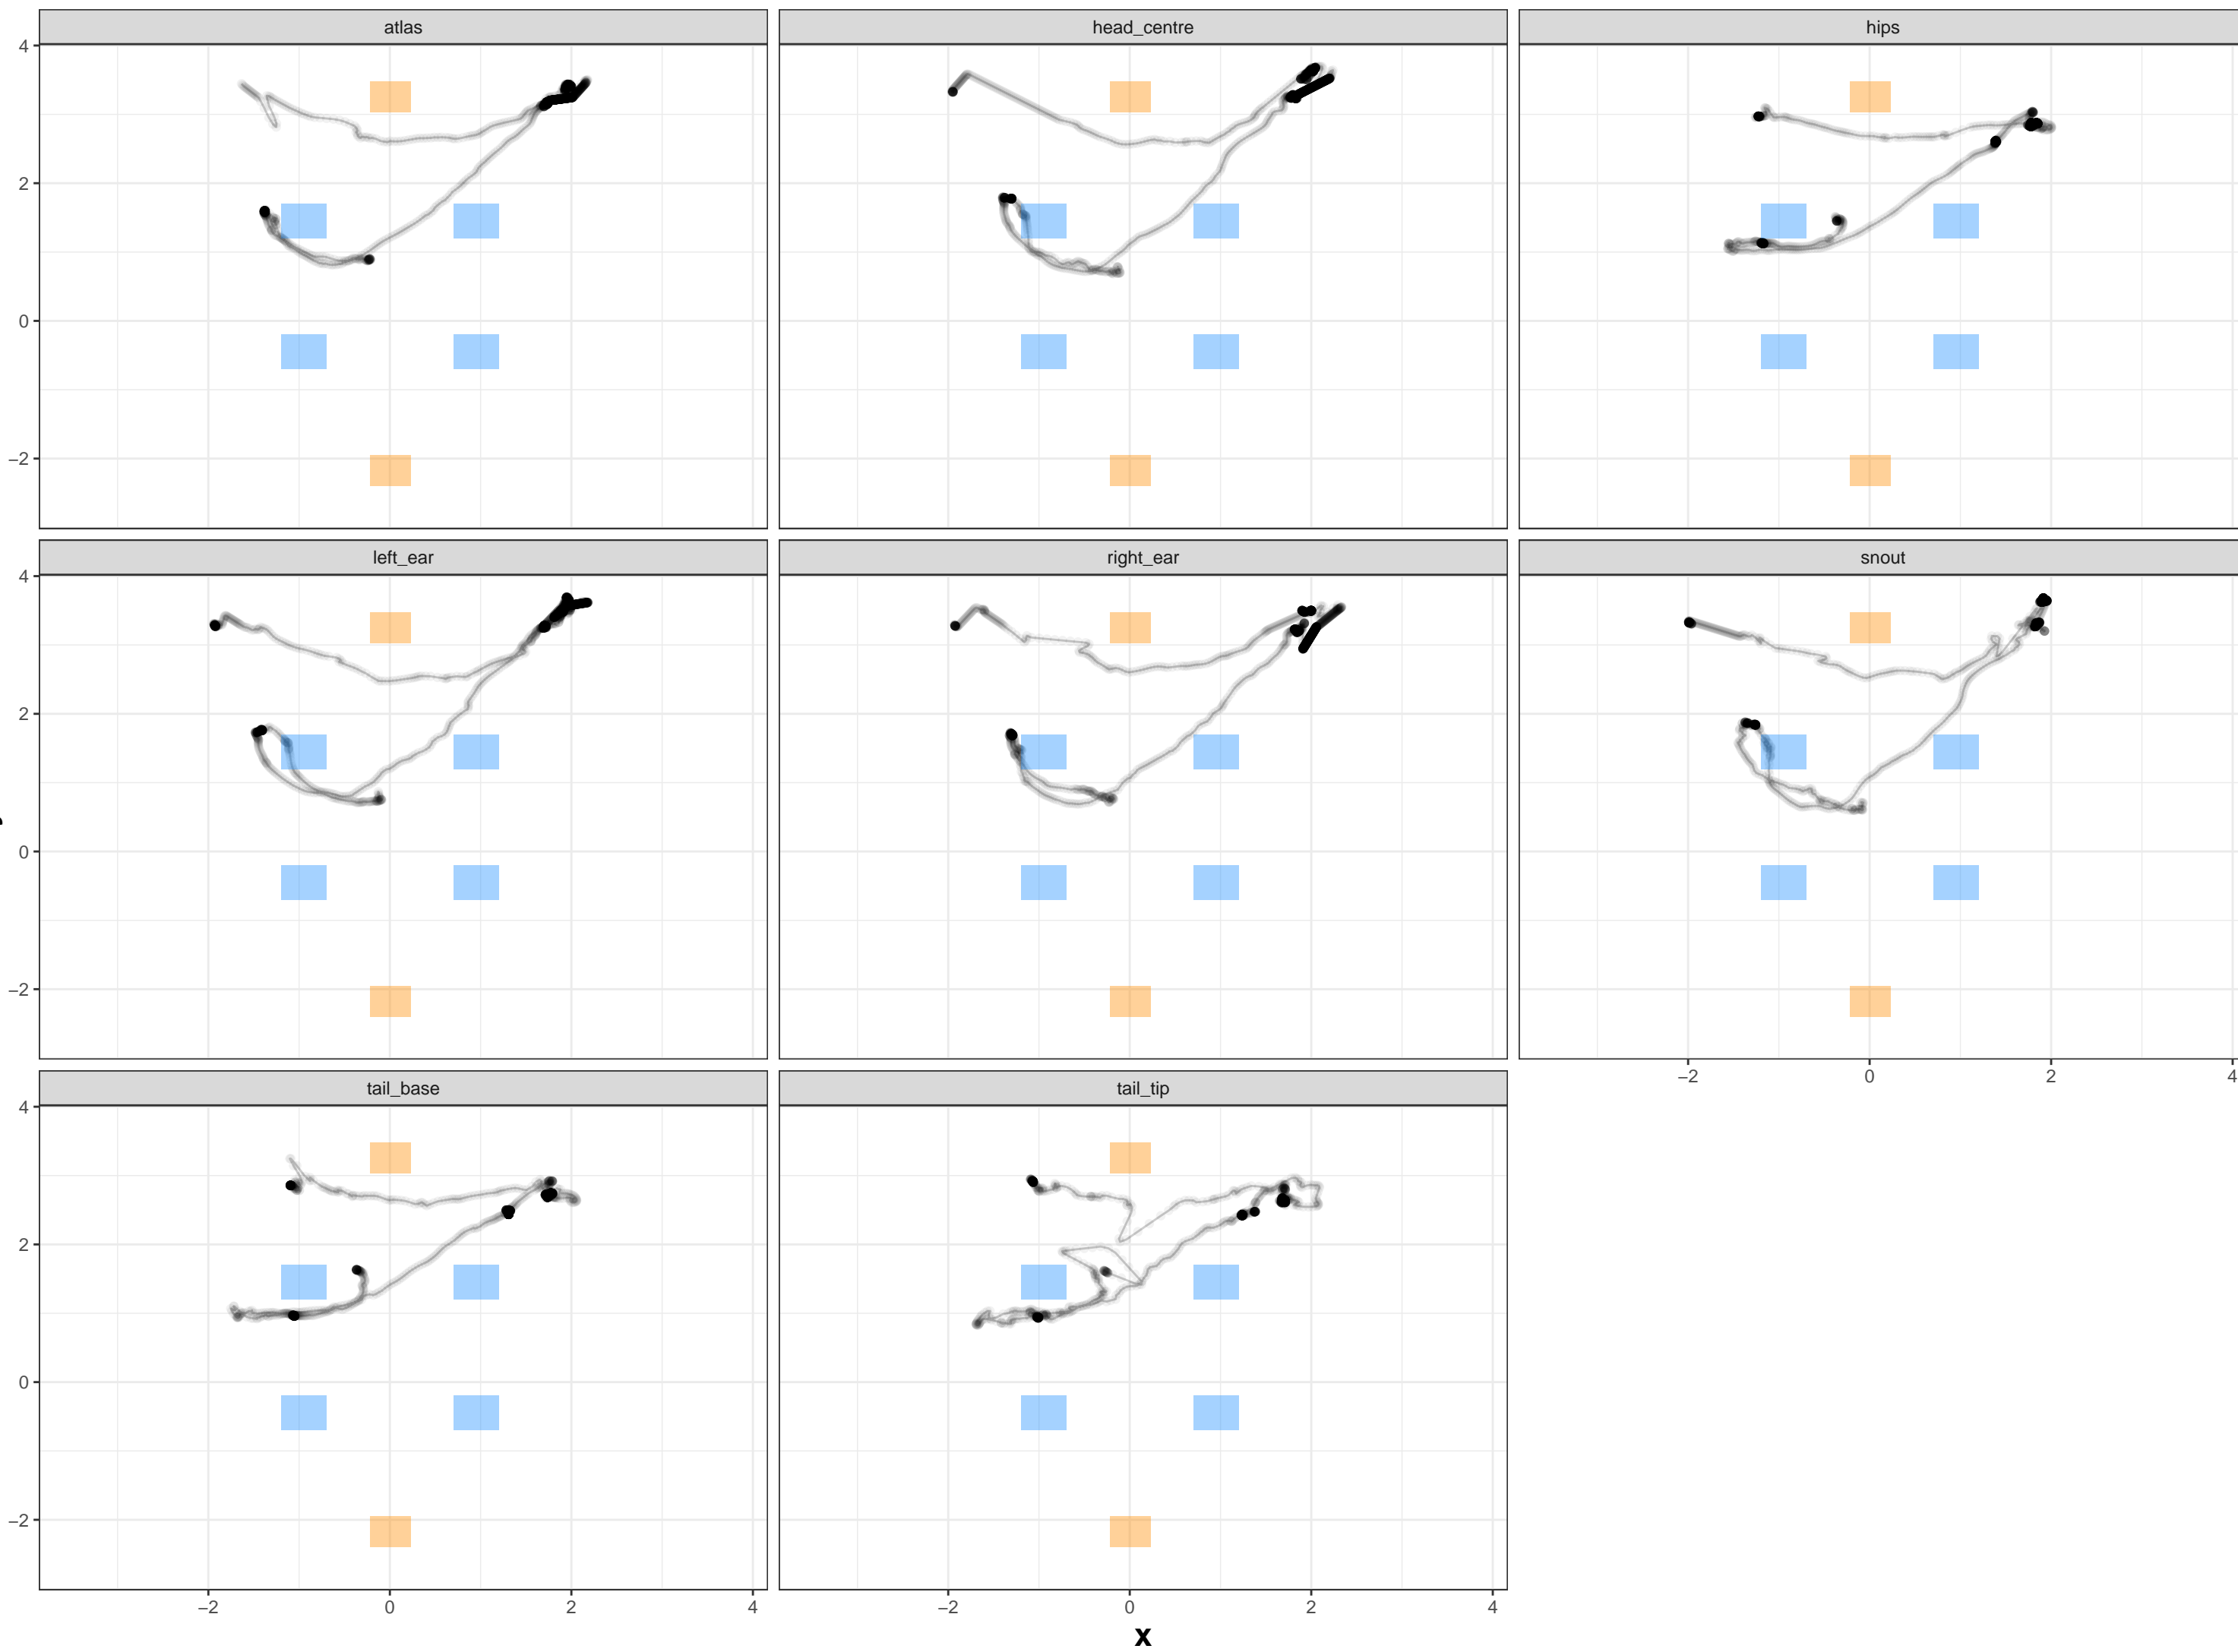 atlas head_centre hips
4
2
0
−2
left_ear right_ear snout
4
2
0
−2
−2 0 2 4
tail_base tail_tip
4
2
0
−2
−2 0 2 4 −2 0 2 4
x